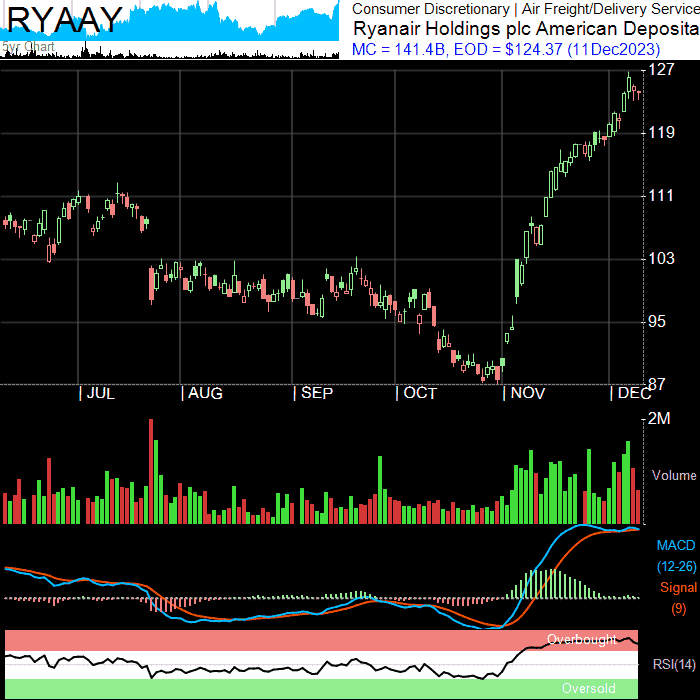 RYAAY
5yr Chart
Consumer Discretionary | Air Freight/Delivery Service
Ryanair Holdings plc American Deposita
MC = 141.4B, EOD = $124.37 (11Dec2023)
127
119
111
103
95
87
JUL AUG SEP OCT NOV DEC
2M
Volume
MACD
(12-26)
Signal
(9)
Overbought
RSI(14)
Oversold